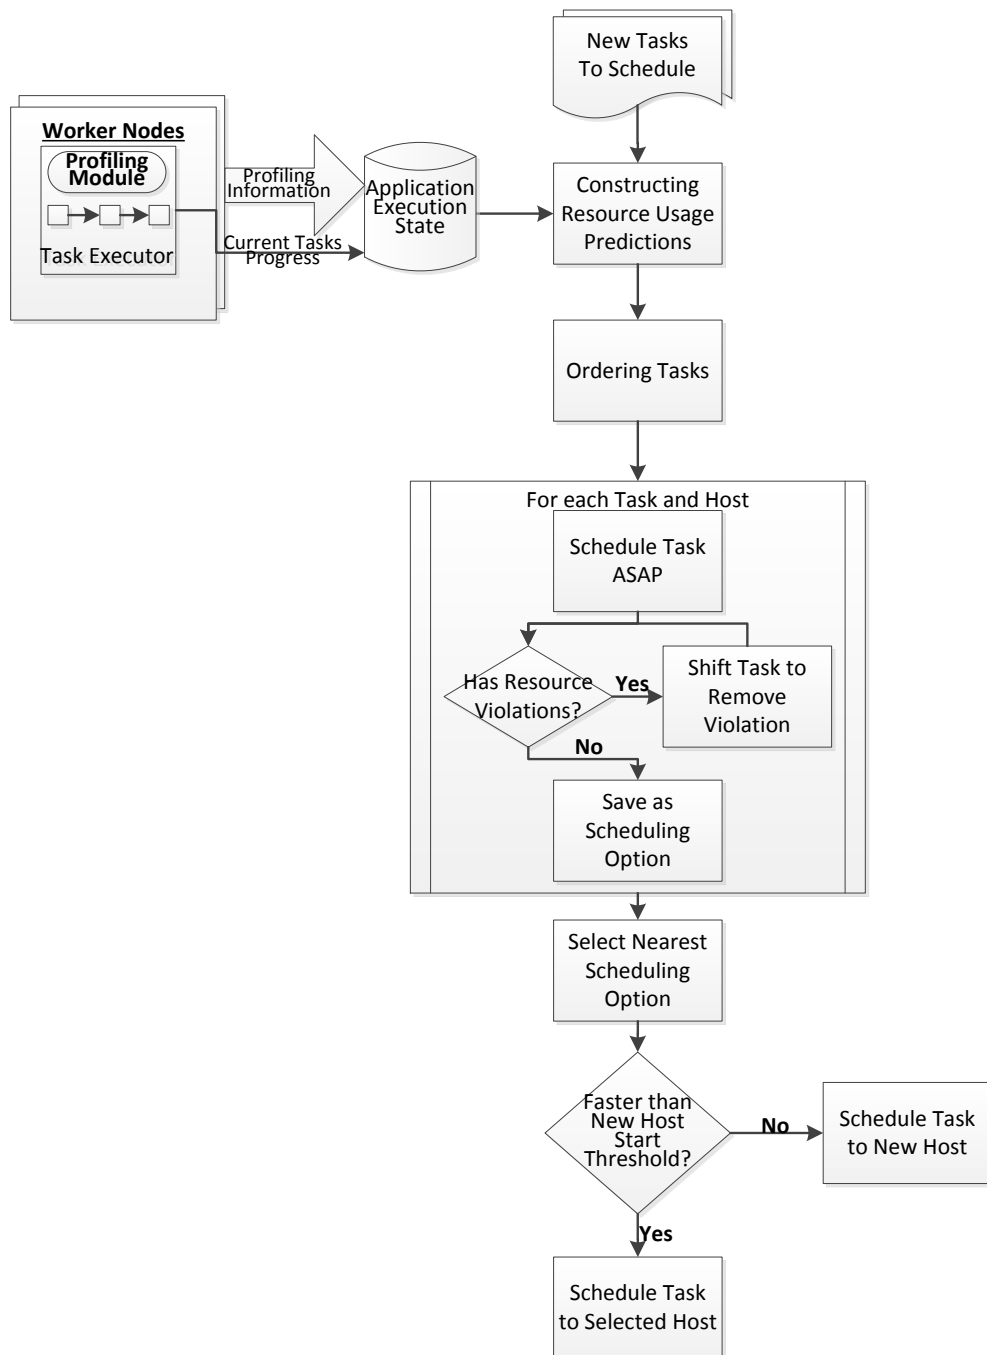 New Tasks
To Schedule
Worker Nodes
Profiling
Module
Task Executor
Profiling
Information
Current Tasks
Progress
Application
Execution
State
Constructing
Resource Usage
Predictions
Ordering Tasks
For each Task and Host
Schedule Task
ASAP
Has Resource
Violations?
Yes
Shift Task to
Remove
Violation
No
Save as
Scheduling
Option
Select Nearest
Scheduling
Option
Faster than
New Host
Start
Threshold?
No
Schedule Task
to New Host
Yes
Schedule Task
to Selected Host